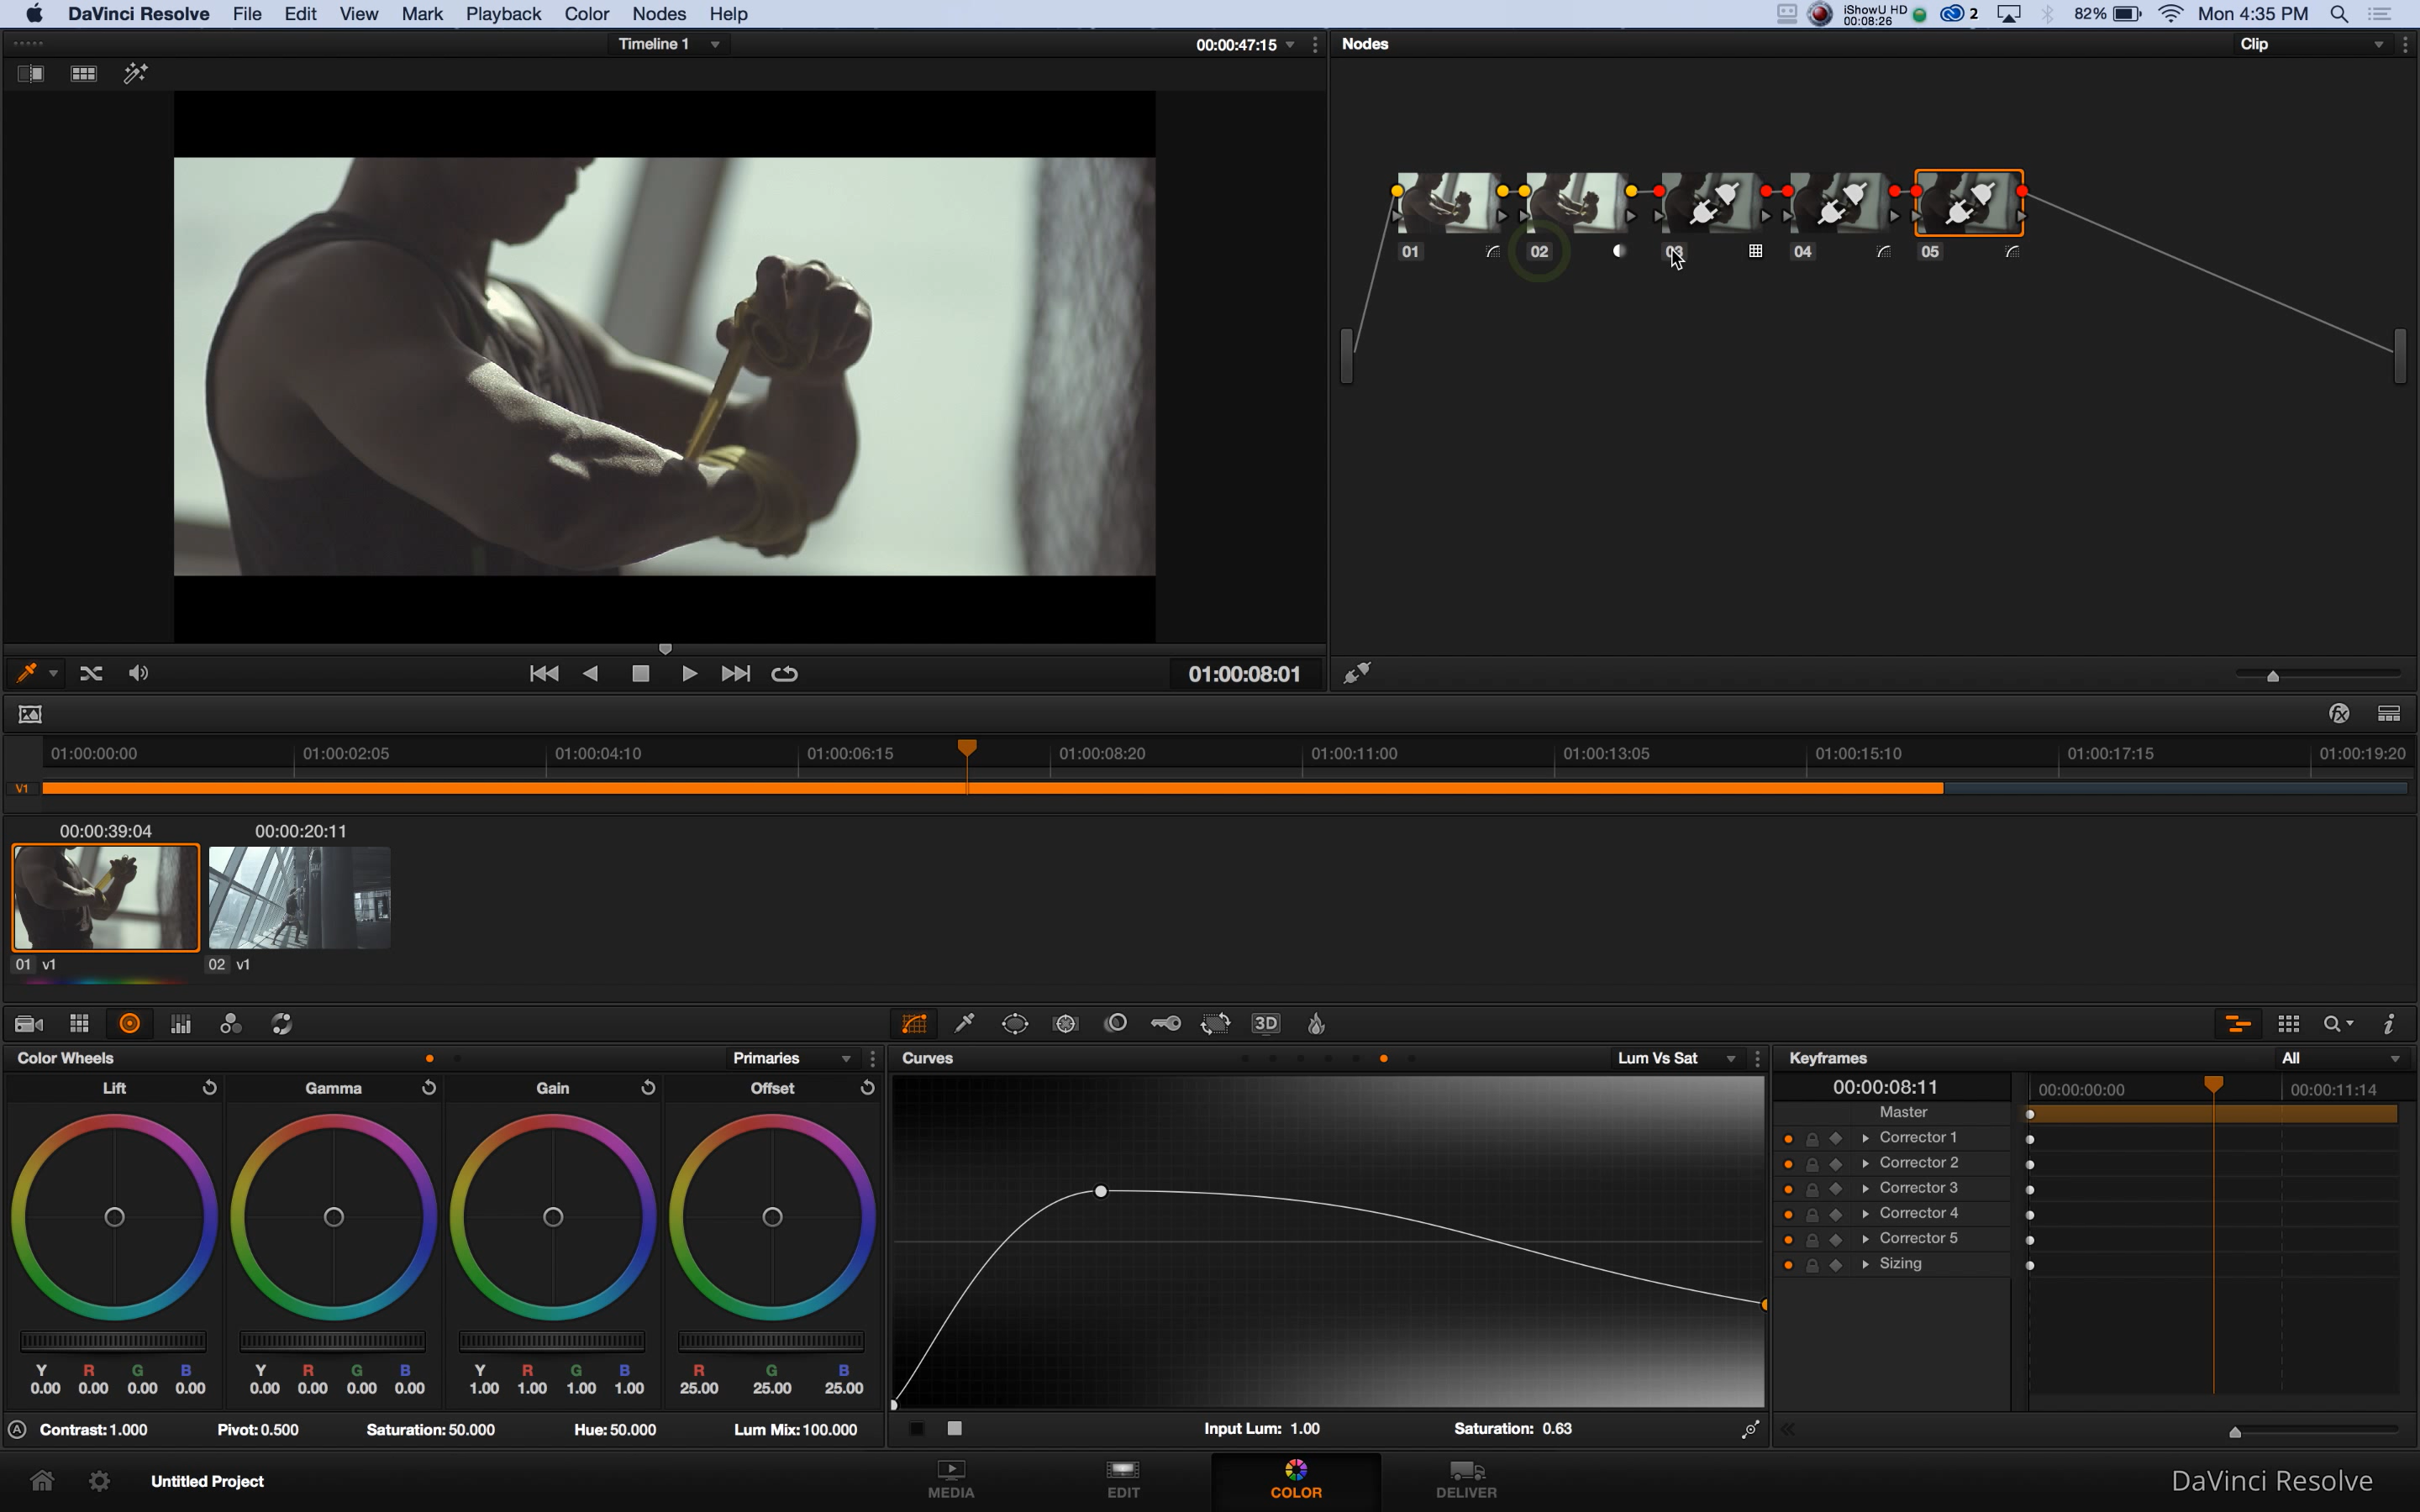 DaVinci Resolve File Edit View Mark Playback Color Nodes Help iShowU HD 00:08:26 2 82% Mon 4:35 PM
Timeline 1 00:00:47:15 Nodes Clip
01 02 03 04 05
01:00:08:01
01:00:00:00 01:00:02:05 01:00:04:10 01:00:06:15 01:00:08:20 01:00:11:00 01:00:13:05 01:00:15:10 01:00:17:15 01:00:19:20
V1
00:00:39:04 00:00:20:11
01 v1 02 v1
3D
Color Wheels Primaries Curves Lum Vs Sat Keyframes All
Lift Gamma Gain Offset 00:00:08:11 00:00:00:00 00:00:11:14
Master
Corrector 1
Corrector 2
Corrector 3
Corrector 4
Corrector 5
Sizing
Y R G B Y R G B Y R G B R G B
0.00 0.00 0.00 0.00 0.00 0.00 0.00 0.00 1.00 1.00 1.00 1.00 25.00 25.00 25.00
A Contrast:1.000 Pivot:0.500 Saturation:50.000 Hue:50.000 Lum Mix:100.000 Input Lum: 1.00 Saturation: 0.63
Untitled Project MEDIA EDIT COLOR DELIVER DaVinci Resolve